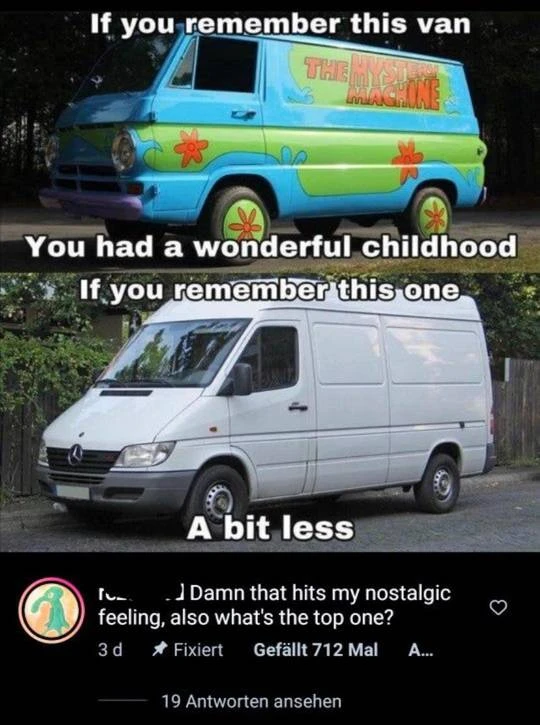 If you remember this van
THE MYSTERY
MACHINE
You had a wonderful childhood
If you remember this one
A bit less
Damn that hits my nostalgic
feeling, also what's the top one?
3 d Fixiert Gefällt 712 Mal A...
19 Antworten ansehen